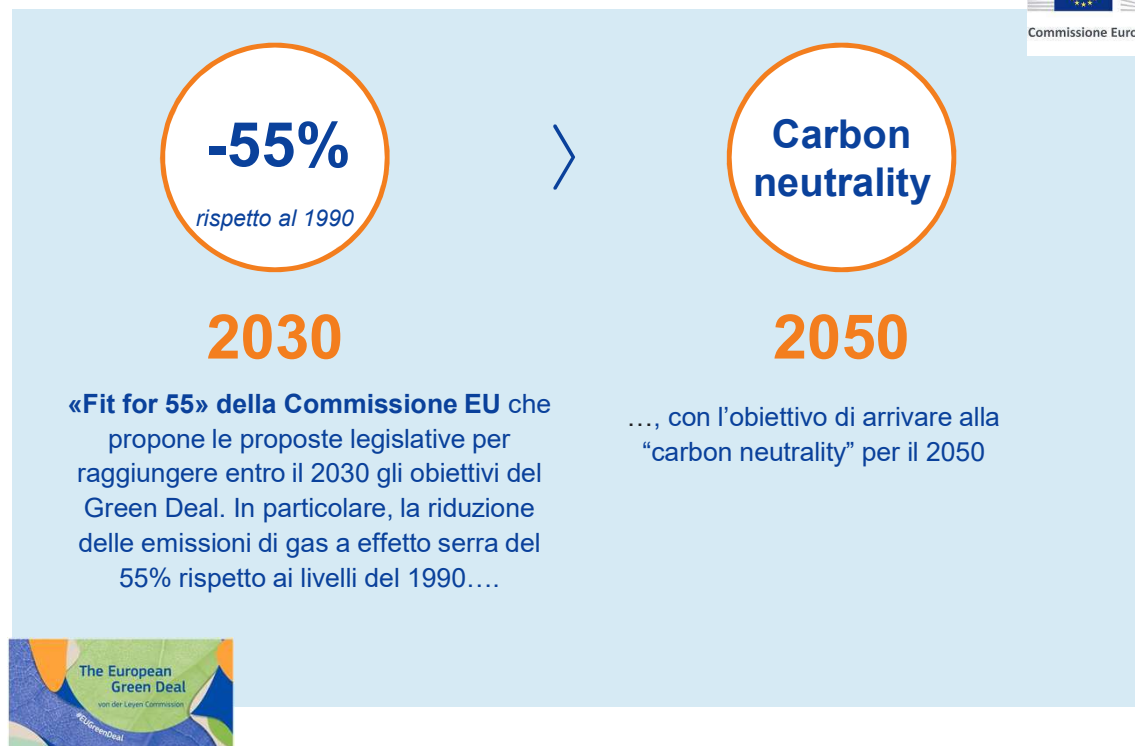 Commissione Euro
-55%
rispetto al 1990
Carbon
neutrality
2030
2050
«Fit for 55» della Commissione EU che
propone le proposte legislative per
raggiungere entro il 2030 gli obiettivi del
Green Deal. In particolare, la riduzione
delle emissioni di gas a effetto serra del
55% rispetto ai livelli del 1990….
…, con l’obiettivo di arrivare alla
“carbon neutrality” per il 2050
The European
Green Deal
von der Leyen Commission
#EUGreenDeal